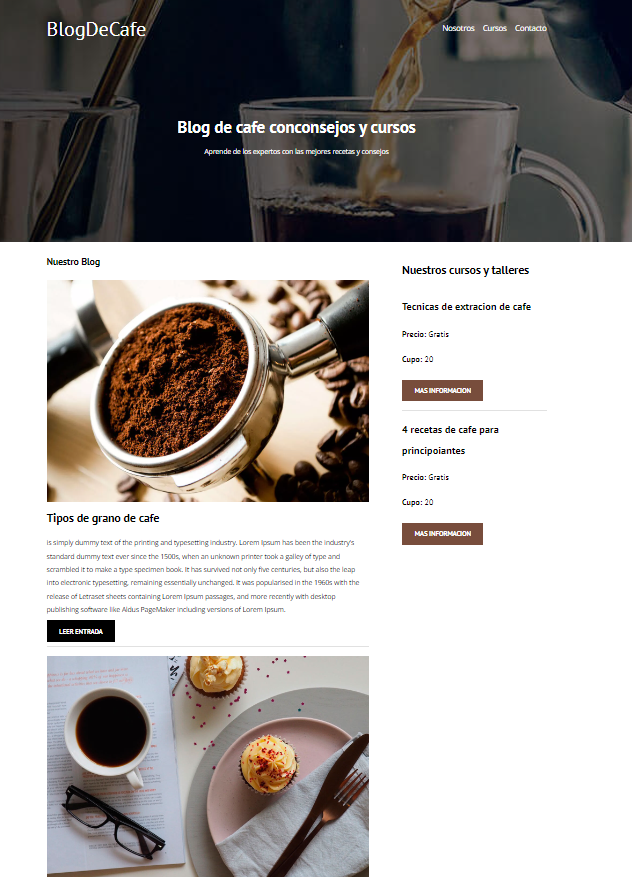 BlogDeCafe
Nosotros Cursos Contacto
Blog de cafe conconsejos y cursos
Aprende de los expertos con las mejores recetas y consejos
Nuestro Blog
Tipos de grano de cafe
is simply dummy text of the printing and typesetting industry. Lorem Ipsum has been the industry's
standard dummy text ever since the 1500s, when an unknown printer took a galley of type and
scrambled it to make a type specimen book. It has survived not only five centuries, but also the leap
into electronic typesetting, remaining essentially unchanged. It was popularised in the 1960s with the
release of Letraset sheets containing Lorem Ipsum passages, and more recently with desktop
publishing software like Aldus PageMaker including versions of Lorem Ipsum.
LEER ENTRADA
Nuestros cursos y talleres
Tecnicas de extracion de cafe
Precio: Gratis
Cupo: 20
MAS INFORMACION
4 recetas de cafe para
principoiantes
Precio: Gratis
Cupo: 20
MAS INFORMACION